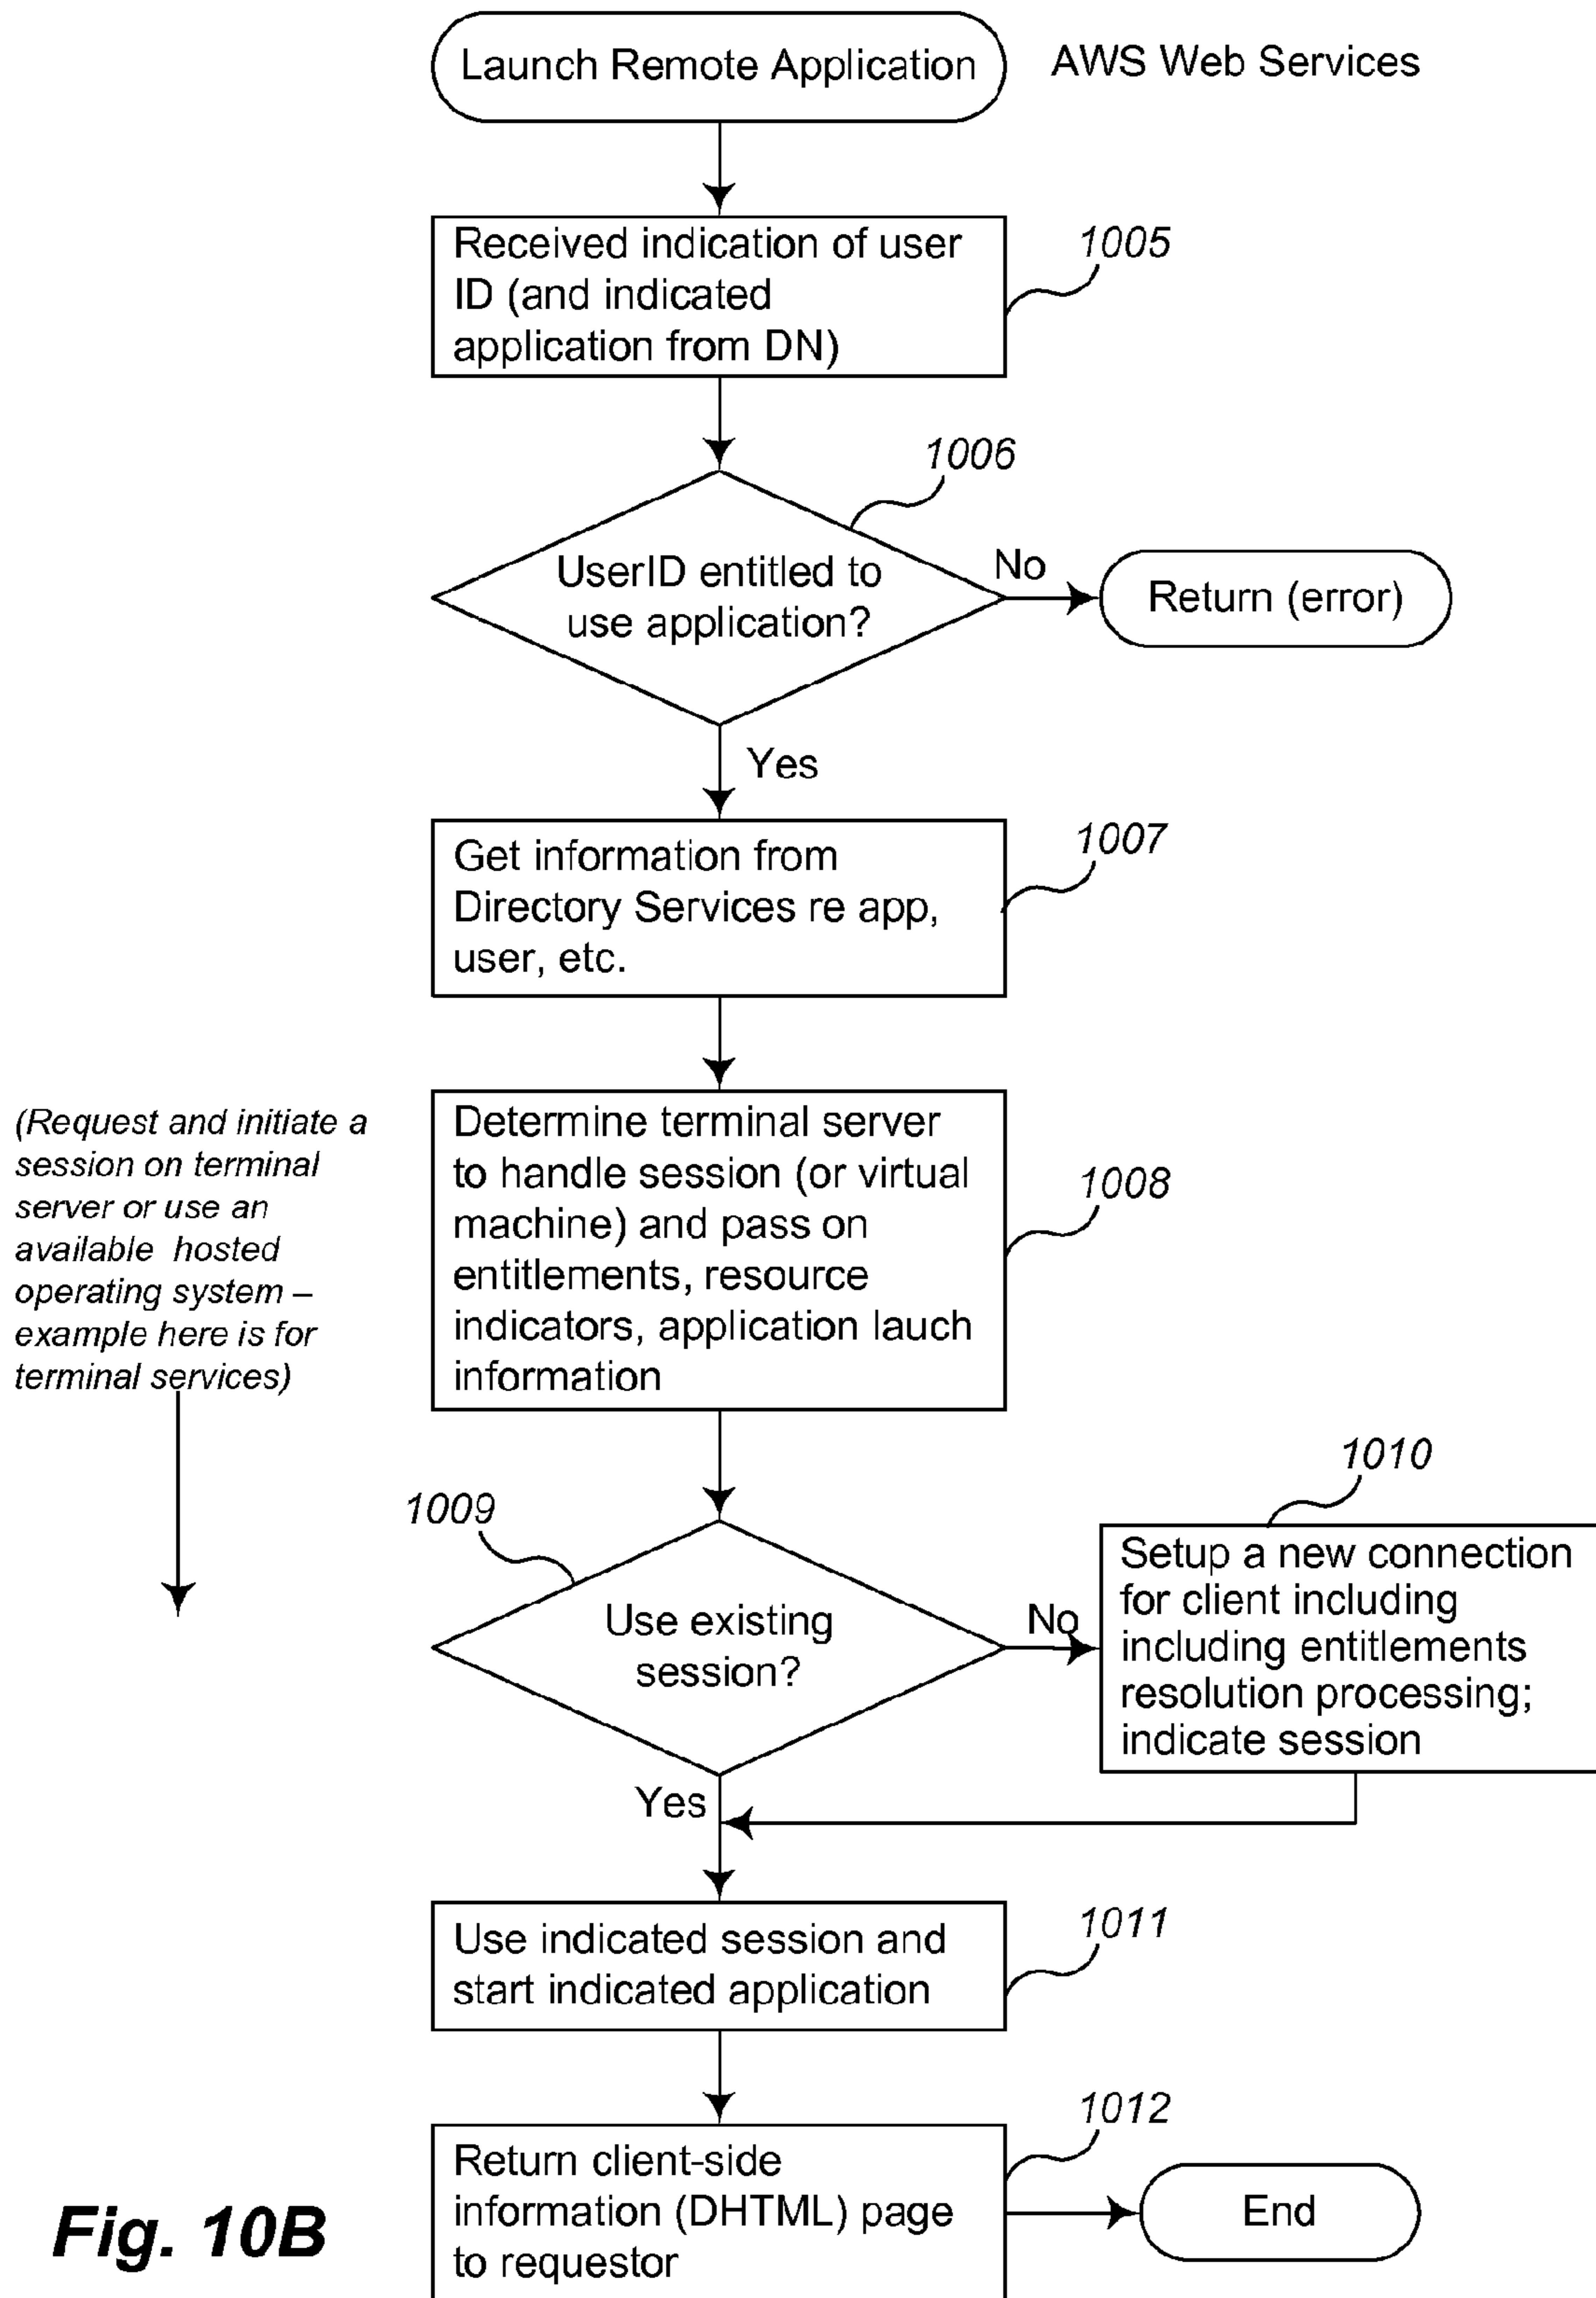 Launch Remote Application
AWS Web Services
Received indication of user
ID (and indicated
application from DN)
1005
1006
UserID entitled to
use application?
No
Return (error)
Yes
Get information from
Directory Services re app,
user, etc.
1007
(Request and initiate a
session on terminal
server or use an
available hosted
operating system –
example here is for
terminal services)
Determine terminal server
to handle session (or virtual
machine) and pass on
entitlements, resource
indicators, application lauch
information
1008
1009
Use existing
session?
No
1010
Setup a new connection
for client including
including entitlements
resolution processing;
indicate session
Yes
Use indicated session and
start indicated application
1011
Return client-side
information (DHTML) page
to requestor
1012
End
Fig. 10B